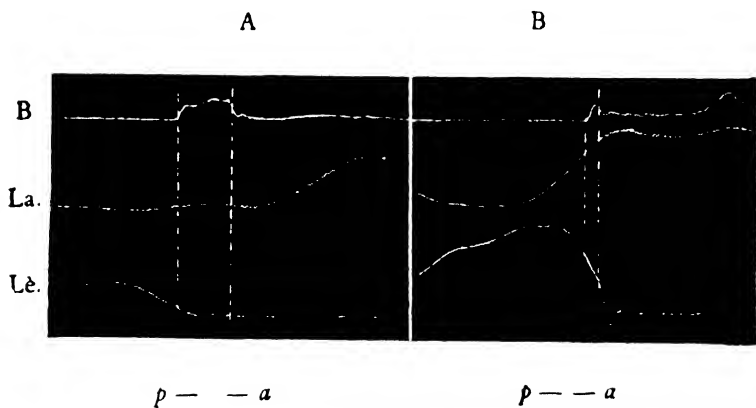 A B
B
La.
Lè.
p — — a p — — a